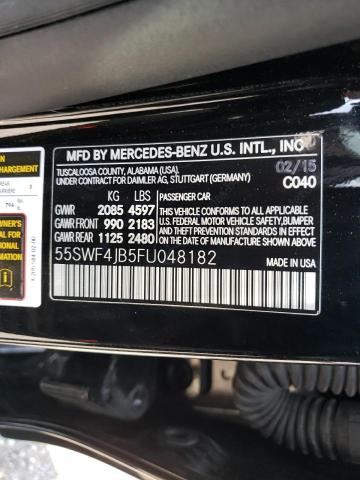 MFD BY MERCEDES-BENZ U.S. INTL., INC.
TUSCALOOSA COUNTY, ALABAMA (USA). 02/15
UNDER CONTRACT FOR DAIMLER AG, STUTTGART (GERMANY) C040
KG LBS PASSENGER CAR
GVWR 2085 4597 THIS VEHICLE CONFORMS TO ALL APPLICABLE U.S.
GAWR FRONT 990 2183 FEDERAL MOTOR VEHICLE SAFETY, BUMPER
GAWR REAR 1125 2480 AND THEFT PREVENTION STANDARDS IN EFFECT
ON THE DATE OF MANUFACTURE SHOWN ABOVE.
55SWF4JB5FU048182
MADE IN USA
CHARGEMENT
REAR 3